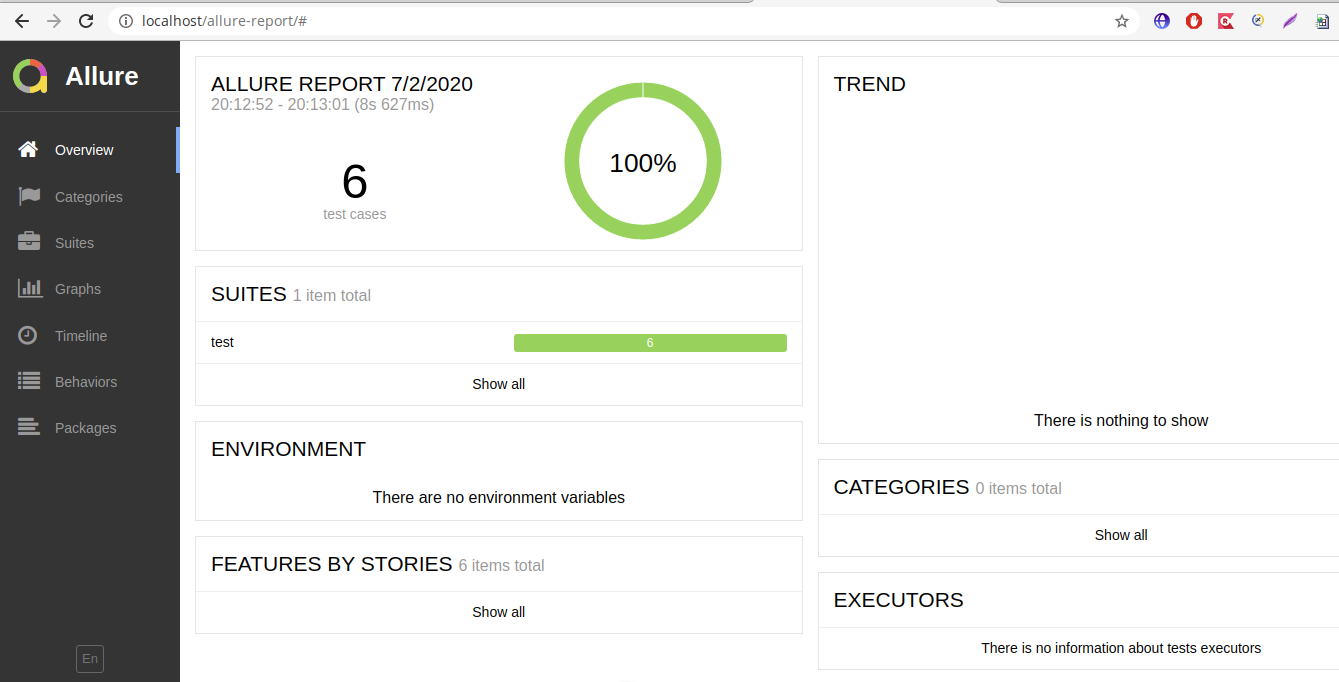 localhost/allure-report/#
Allure
Overview
Categories
Suites
Graphs
Timeline
Behaviors
Packages
En
ALLURE REPORT 7/2/2020
20:12:52 - 20:13:01 (8s 627ms)
6
test cases
100%
SUITES 1 item total
test 6
Show all
ENVIRONMENT
There are no environment variables
FEATURES BY STORIES 6 items total
Show all
TREND
There is nothing to show
CATEGORIES 0 items total
Show all
EXECUTORS
There is no information about tests executors